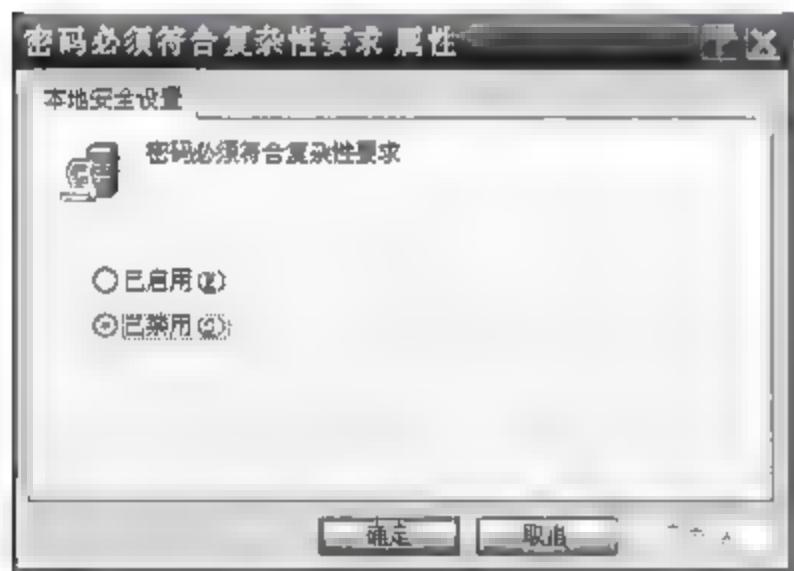 密码必须符合复杂性要求 属性
本地安全设置
密码必须符合复杂性要求
已启用(E)
已禁用(S)
确定
取消